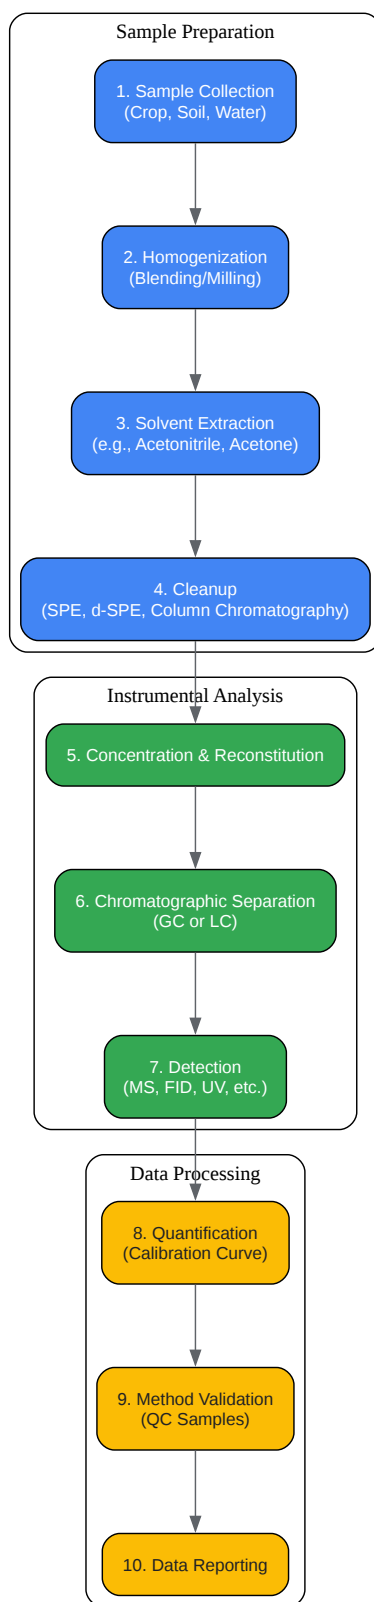 Sample Preparation
1. Sample Collection
(Crop, Soil, Water)
2. Homogenization
(Blending/Milling)
3. Solvent Extraction
(e.g., Acetonitrile, Acetone)
4. Cleanup
(SPE, d-SPE, Column Chromatography)
Instrumental Analysis
5. Concentration & Reconstitution
6. Chromatographic Separation
(GC or LC)
7. Detection
(MS, FID, UV, etc.)
Data Processing
8. Quantification
(Calibration Curve)
9. Method Validation
(QC Samples)
10. Data Reporting